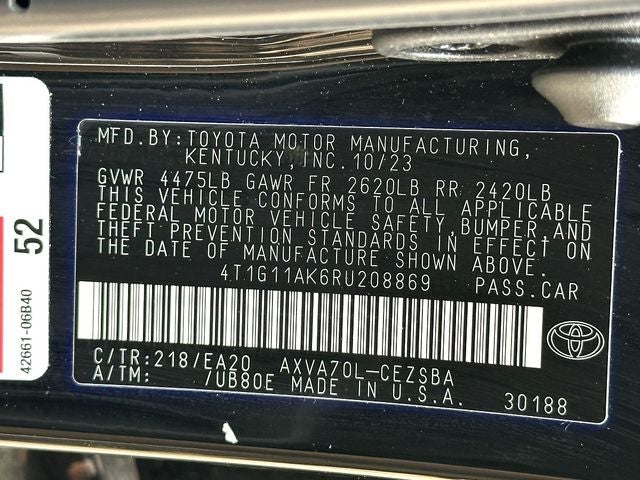 MFD. BY: TOYOTA MOTOR MANUFACTURING,
KENTUCKY, INC. 10/23
GVWR 4475LB GAWR FR 2620LB RR 2420LB
THIS VEHICLE CONFORMS TO ALL APPLICABLE
FEDERAL MOTOR VEHICLE SAFETY, BUMPER, AND
THEFT PREVENTION STANDARDS IN EFFECT ON
THE DATE OF MANUFACTURE SHOWN ABOVE.
4T1G11AK6RU208869 PASS. CAR
C/TR: 218/EA20 AXVA70L-CEZSBA
A/TM: /UB80E MADE IN U.S.A. 30188
52
42661-06B40